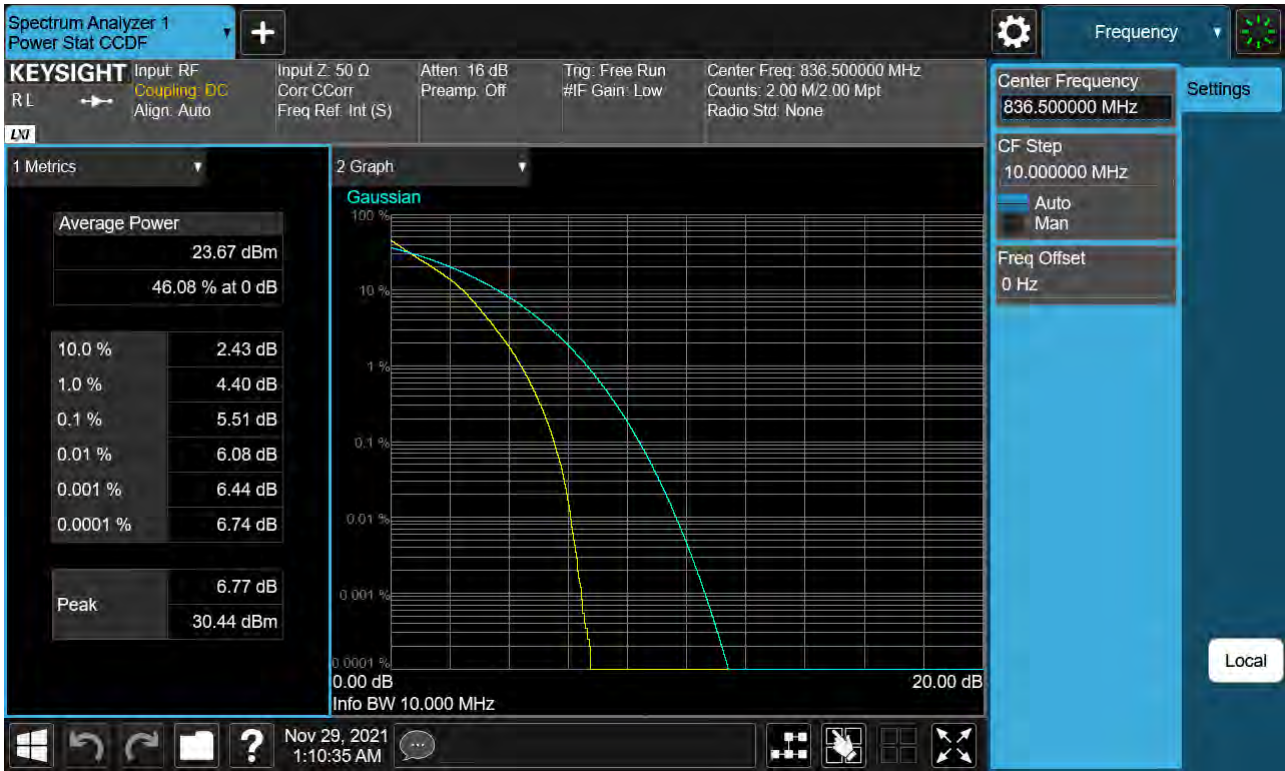 Spectrum Analyzer 1
Power Stat CCDF
Frequency
KEYSIGHT
RL
LXI
Input: RF
Coupling: DC
Align: Auto
Input Z: 50 Ω
Corr CCorr
Freq Ref: Int (S)
Atten: 16 dB
Preamp: Off
Trig: Free Run
#IF Gain: Low
Center Freq: 836.500000 MHz
Counts: 2.00 M/2.00 Mpt
Radio Std: None
Center Frequency
836.500000 MHz
Settings
CF Step
10.000000 MHz
Auto
Man
Freq Offset
0 Hz
1 Metrics
Average Power
23.67 dBm
46.08 % at 0 dB
10.0 % 2.43 dB
1.0 % 4.40 dB
0.1 % 5.51 dB
0.01 % 6.08 dB
0.001 % 6.44 dB
0.0001 % 6.74 dB
Peak
6.77 dB
30.44 dBm
2 Graph
Gaussian
100 %
10 %
1 %
0.1 %
0.01 %
0.001 %
0.0001 %
0.00 dB 20.00 dB
Info BW 10.000 MHz
Local
?
Nov 29, 2021
1:10:35 AM